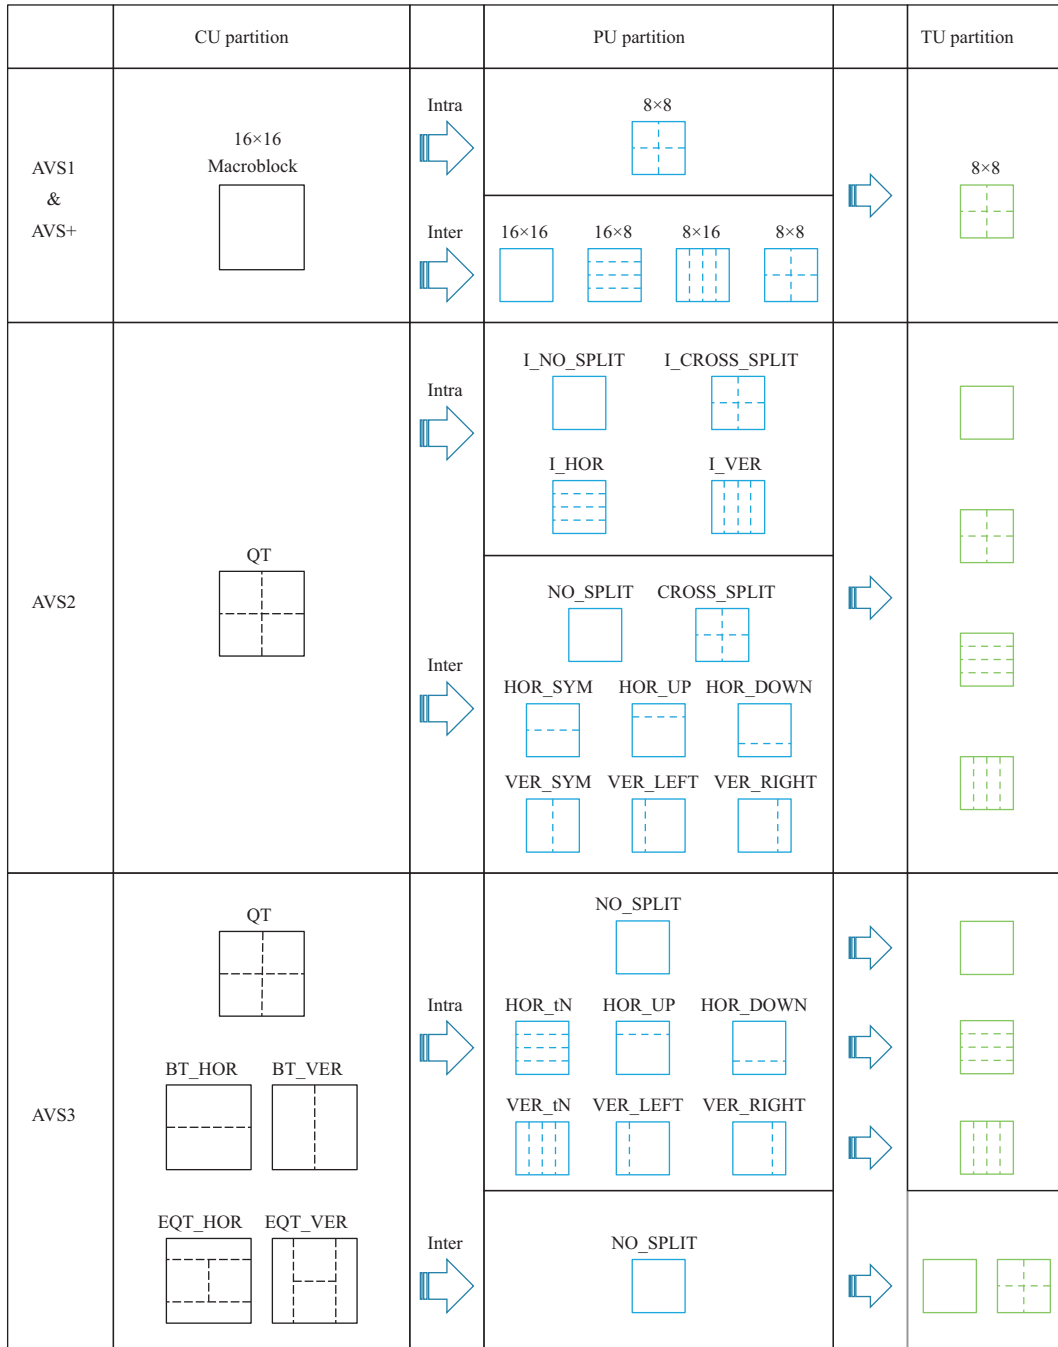 CU partition PU partition TU partition
AVS1
&
AVS+
16×16
Macroblock
Intra
8×8
Inter
16×16 16×8 8×16 8×8
8×8
AVS2
QT
Intra
I_NO_SPLIT I_CROSS_SPLIT
I_HOR I_VER
Inter
NO_SPLIT CROSS_SPLIT
HOR_SYM HOR_UP HOR_DOWN
VER_SYM VER_LEFT VER_RIGHT
AVS3
QT
BT_HOR BT_VER
EQT_HOR EQT_VER
Intra
NO_SPLIT
HOR_tN HOR_UP HOR_DOWN
VER_tN VER_LEFT VER_RIGHT
Inter
NO_SPLIT